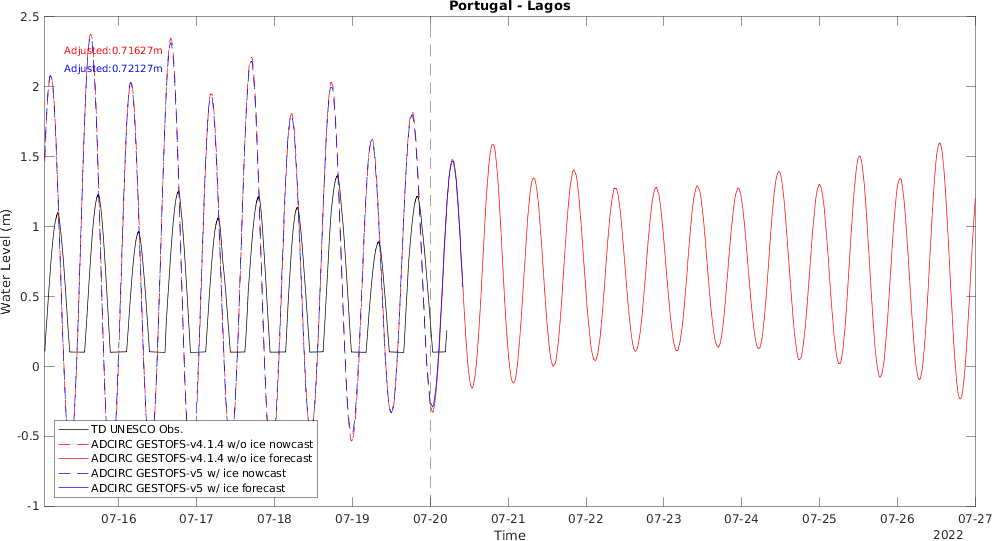 Portugal - Lagos
2.5
Adjusted:0.71627m
Adjusted:0.72127m
2
1.5
1
0.5
0
-0.5
-1
Water Level (m)
TD UNESCO Obs.
ADCIRC GESTOFS-v4.1.4 w/o ice nowcast
ADCIRC GESTOFS-v4.1.4 w/o ice forecast
ADCIRC GESTOFS-v5 w/ ice nowcast
ADCIRC GESTOFS-v5 w/ ice forecast
07-16 07-17 07-18 07-19 07-20 07-21 07-22 07-23 07-24 07-25 07-26 07-27
Time
2022